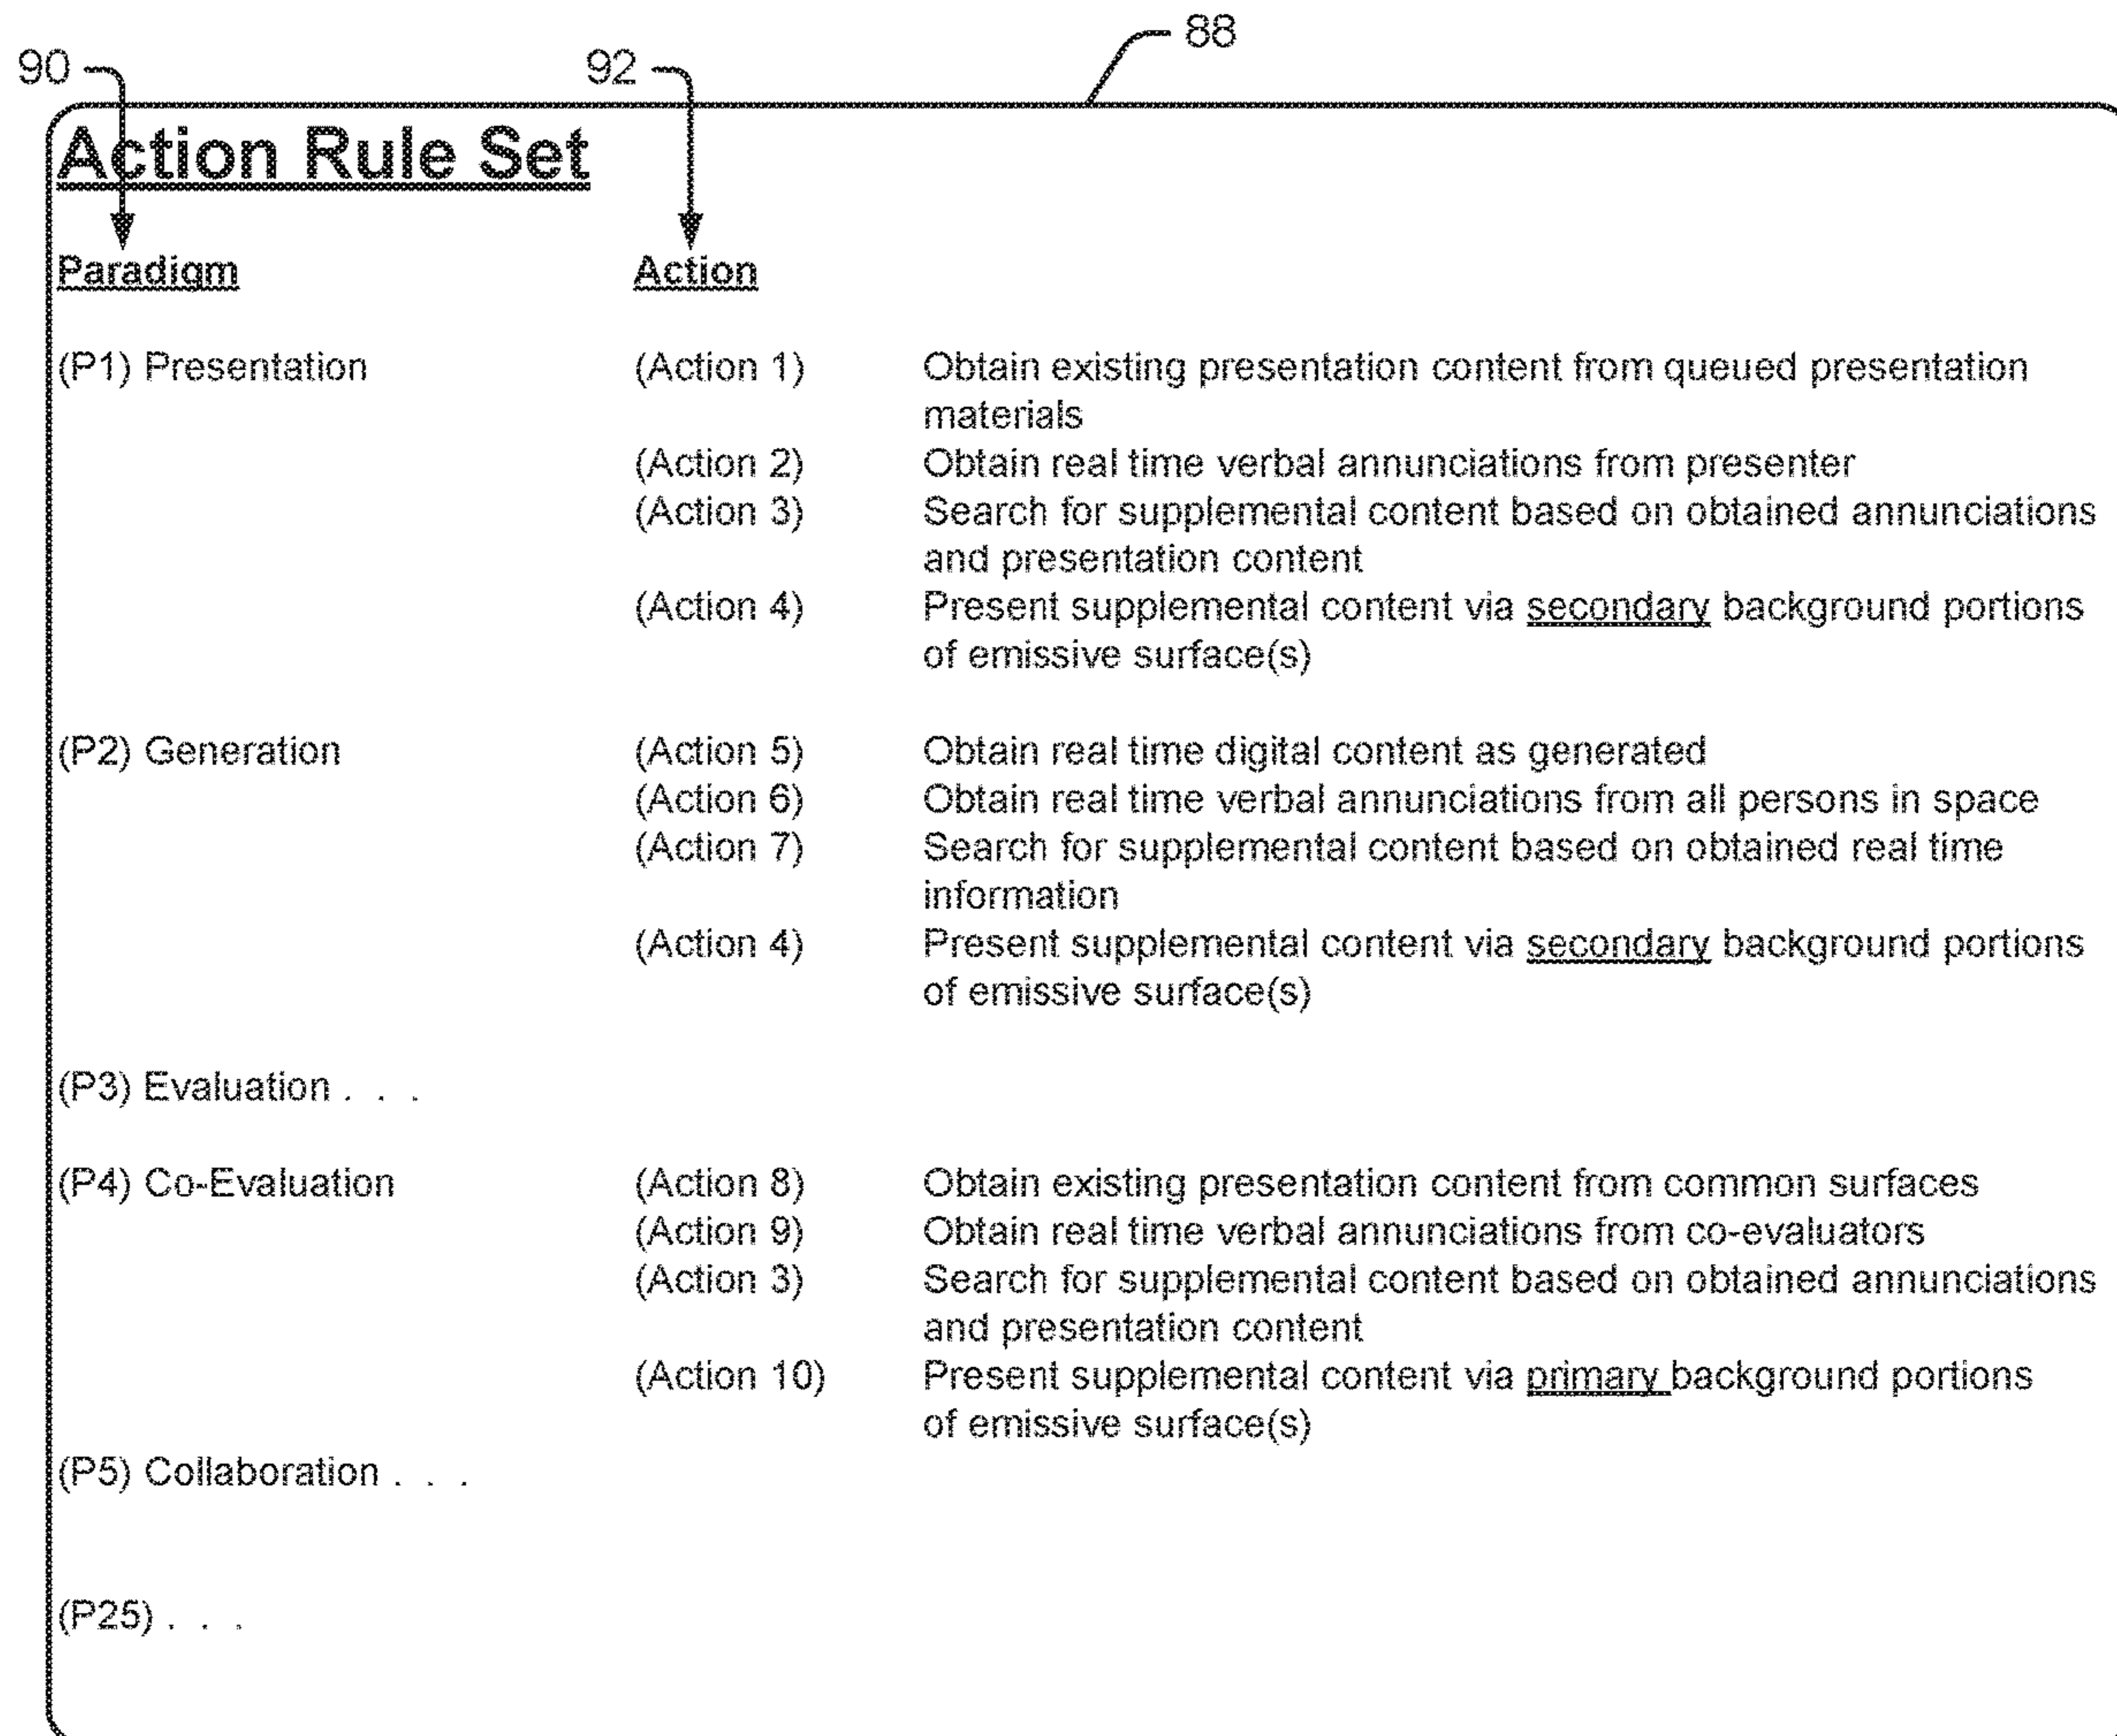 88
90
92
Action Rule Set
Paradigm Action
(P1) Presentation (Action 1) Obtain existing presentation content from queued presentation
materials
(Action 2) Obtain real time verbal annunciations from presenter
(Action 3) Search for supplemental content based on obtained annunciations
and presentation content
(Action 4) Present supplemental content via secondary background portions
of emissive surface(s)
(P2) Generation (Action 5) Obtain real time digital content as generated
(Action 6) Obtain real time verbal annunciations from all persons in space
(Action 7) Search for supplemental content based on obtained real time
information
(Action 4) Present supplemental content via secondary background portions
of emissive surface(s)
(P3) Evaluation . . .
(P4) Co-Evaluation (Action 8) Obtain existing presentation content from common surfaces
(Action 9) Obtain real time verbal annunciations from co-evaluators
(Action 3) Search for supplemental content based on obtained annunciations
and presentation content
(Action 10) Present supplemental content via primary background portions
of emissive surface(s)
(P5) Collaboration . . .
(P25) . . .